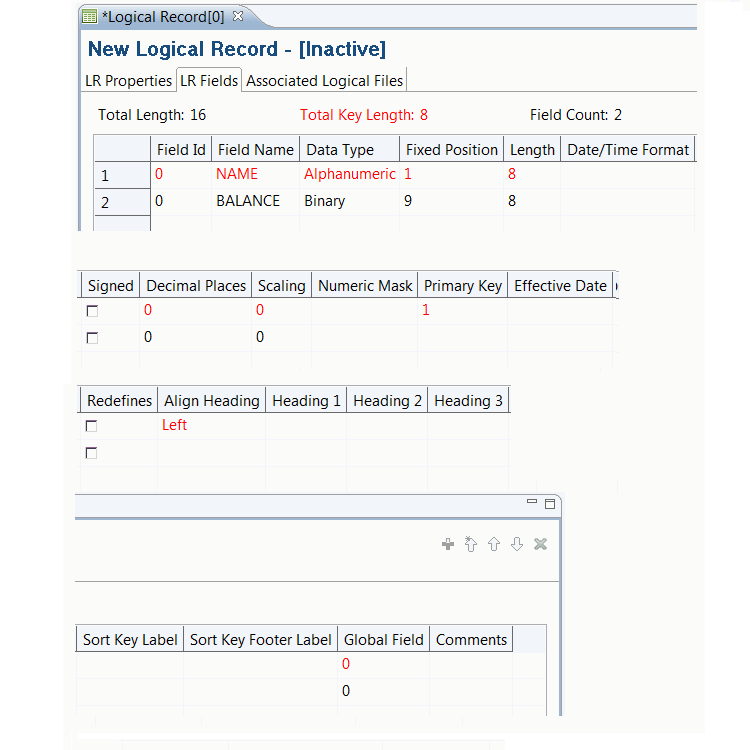 *Logical Record[0]
New Logical Record - [Inactive]
LR Properties LR Fields Associated Logical Files
Total Length: 16 Total Key Length: 8 Field Count: 2
Field Id Field Name Data Type Fixed Position Length Date/Time Format
1 0 NAME Alphanumeric 1 8
2 0 BALANCE Binary 9 8
Signed Decimal Places Scaling Numeric Mask Primary Key Effective Date
0 0 1
0 0
Redefines Align Heading Heading 1 Heading 2 Heading 3
Left
Sort Key Label Sort Key Footer Label Global Field Comments
0
0